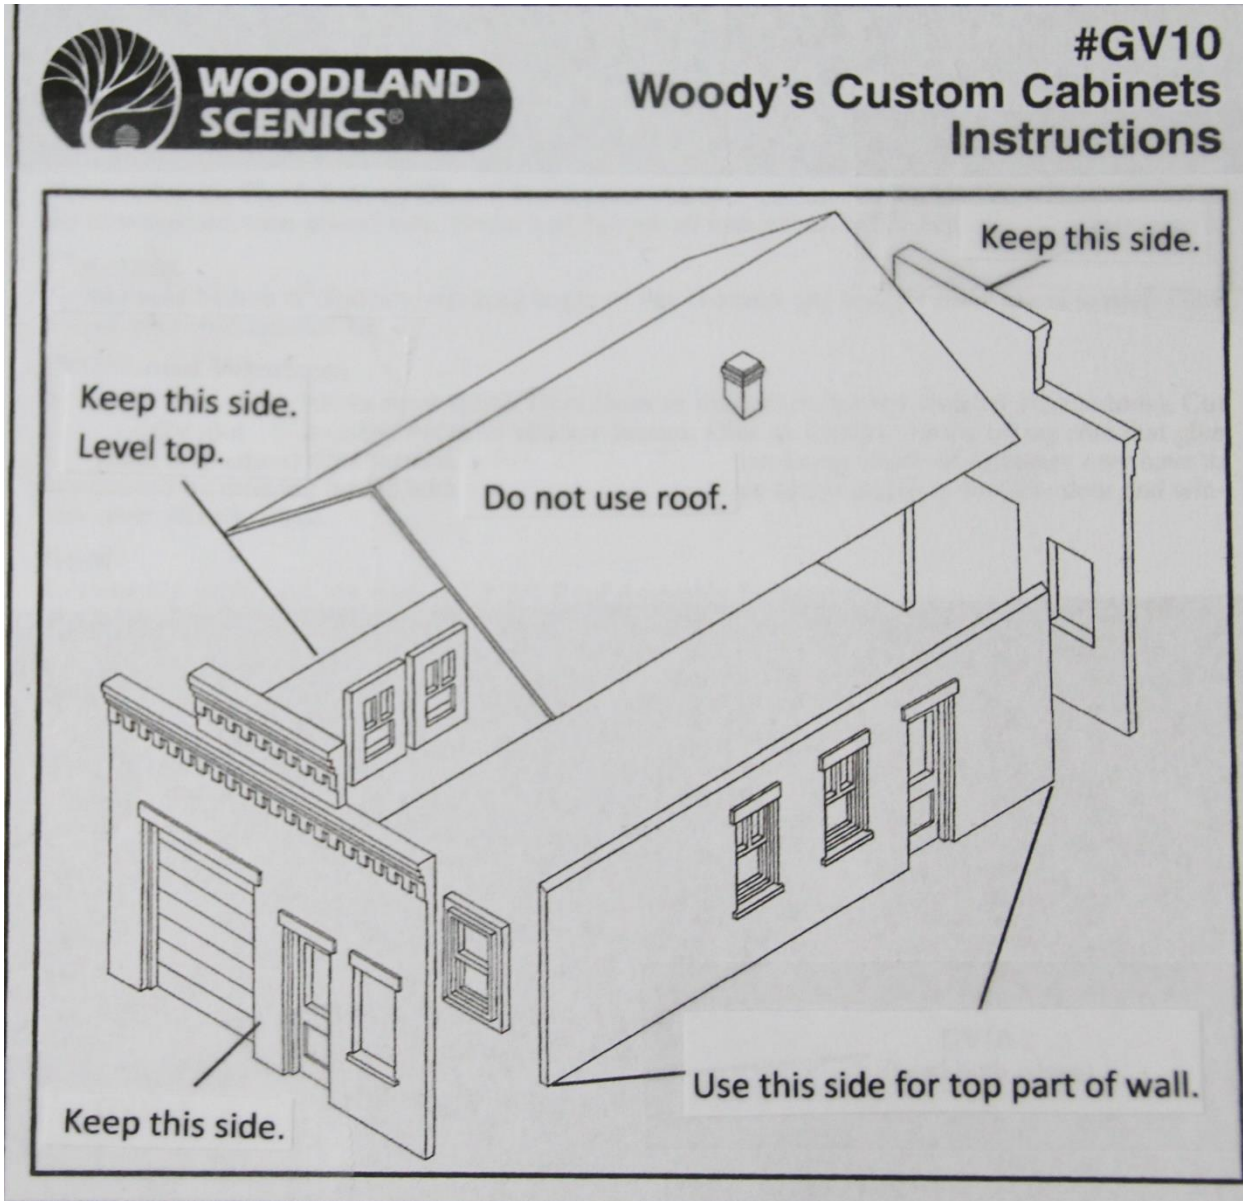 WOODLAND
SCENICS®
#GV10
Woody's Custom Cabinets
Instructions
Keep this side.
Keep this side.
Level top.
Do not use roof.
Use this side for top part of wall.
Keep this side.